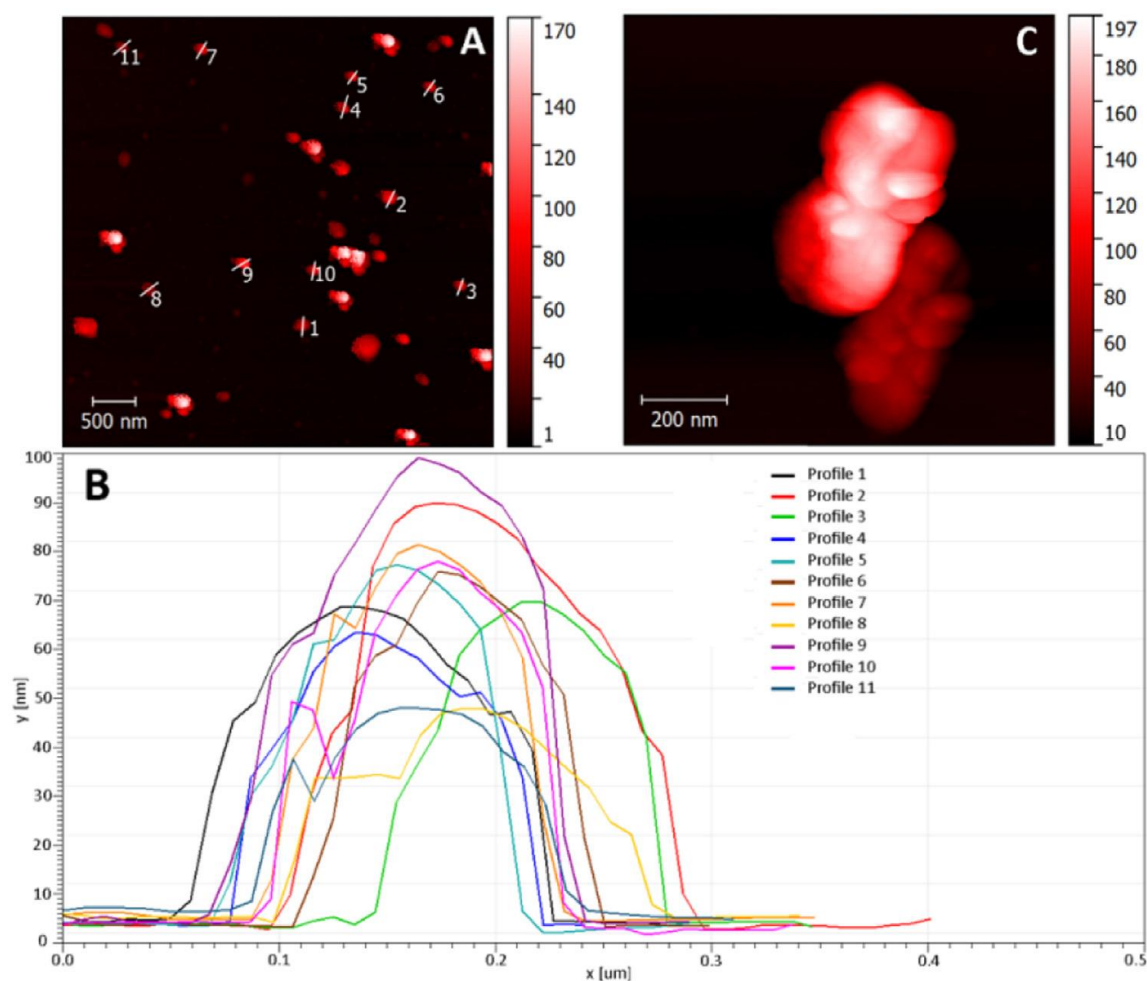 A
11
7
5
4
6
2
9
10
8
3
1
500 nm
170
140
120
100
80
60
40
1
C
200 nm
197
180
160
140
120
100
80
60
40
10
B
y [nm]
100
90
80
70
60
50
40
30
20
10
0
0.0
0.1
0.2
0.3
0.4
0.5
x [um]
Profile 1
Profile 2
Profile 3
Profile 4
Profile 5
Profile 6
Profile 7
Profile 8
Profile 9
Profile 10
Profile 11